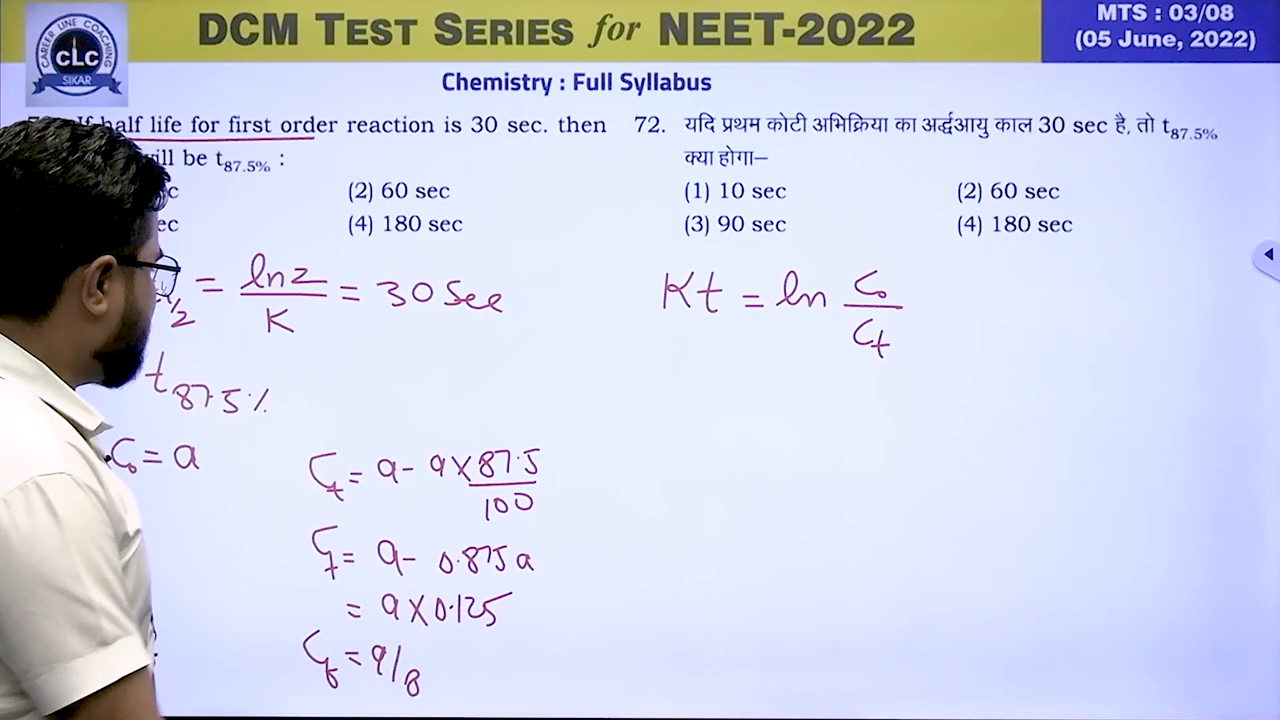 DCM TEST SERIES for NEET-2022
MTS : 03/08
(05 June, 2022)
CAREER LINE COACHING
CLC
SIKAR
Chemistry : Full Syllabus
If half life for first order reaction is 30 sec. then
will be t87.5% :
(2) 60 sec
(4) 180 sec
72. यदि प्रथम कोटी अभिक्रिया का अर्द्धआयु काल 30 sec है, तो t87.5%
क्या होगा–
(1) 10 sec (2) 60 sec
(3) 90 sec (4) 180 sec
1/2 = ln2/K = 30 Sec
t87.5%
C₀ = a
Ct = a - a×87.5/100
Ct = a - 0.875a
= a×0.125
Ct = a/8
Kt = ln C₀/Ct